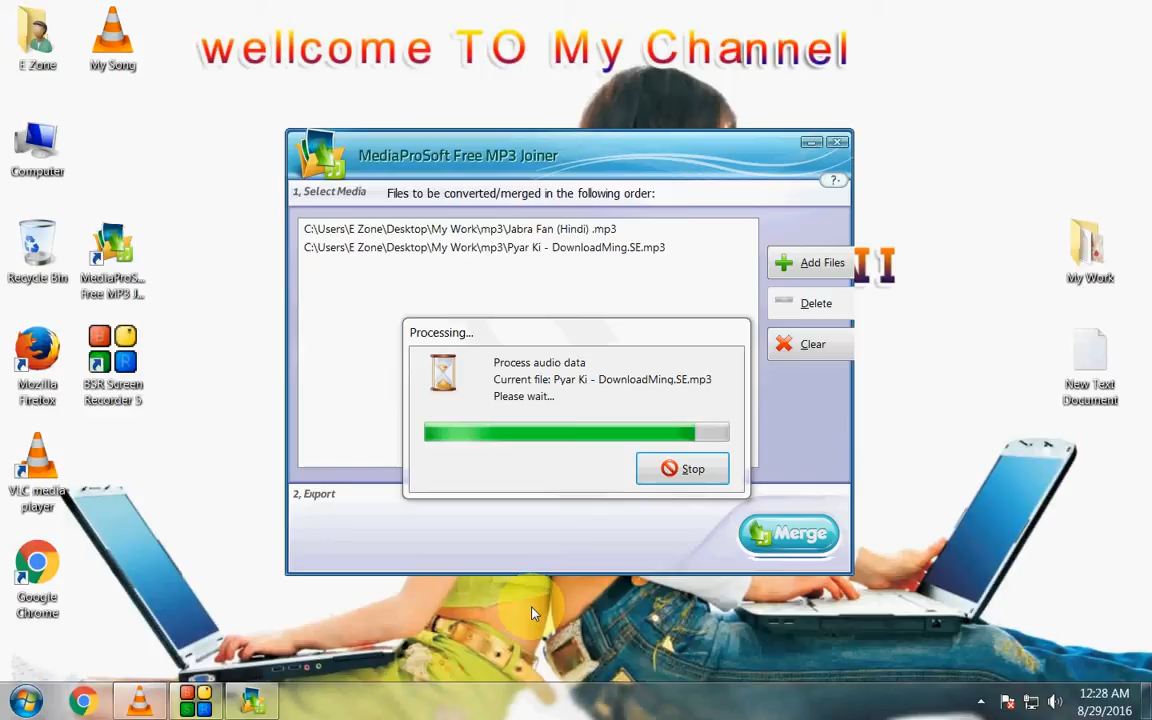 wellcome TO My Channel
E Zone
My Song
Computer
Recycle Bin
MediaProS...
Free MP3 J...
Mozilla
Firefox
BSR Screen
Recorder 5
VLC media
player
Google
Chrome
My Work
New Text
Document
II
MediaProSoft Free MP3 Joiner
?
1, Select Media
Files to be converted/merged in the following order:
C:\Users\E Zone\Desktop\My Work\mp3\Jabra Fan (Hindi) .mp3
C:\Users\E Zone\Desktop\My Work\mp3\Pyar Ki - DownloadMing.SE.mp3
Add Files
Delete
Clear
Processing...
Process audio data
Current file: Pyar Ki - DownloadMing.SE.mp3
Please wait...
Stop
2, Export
Merge
12:28 AM
8/29/2016